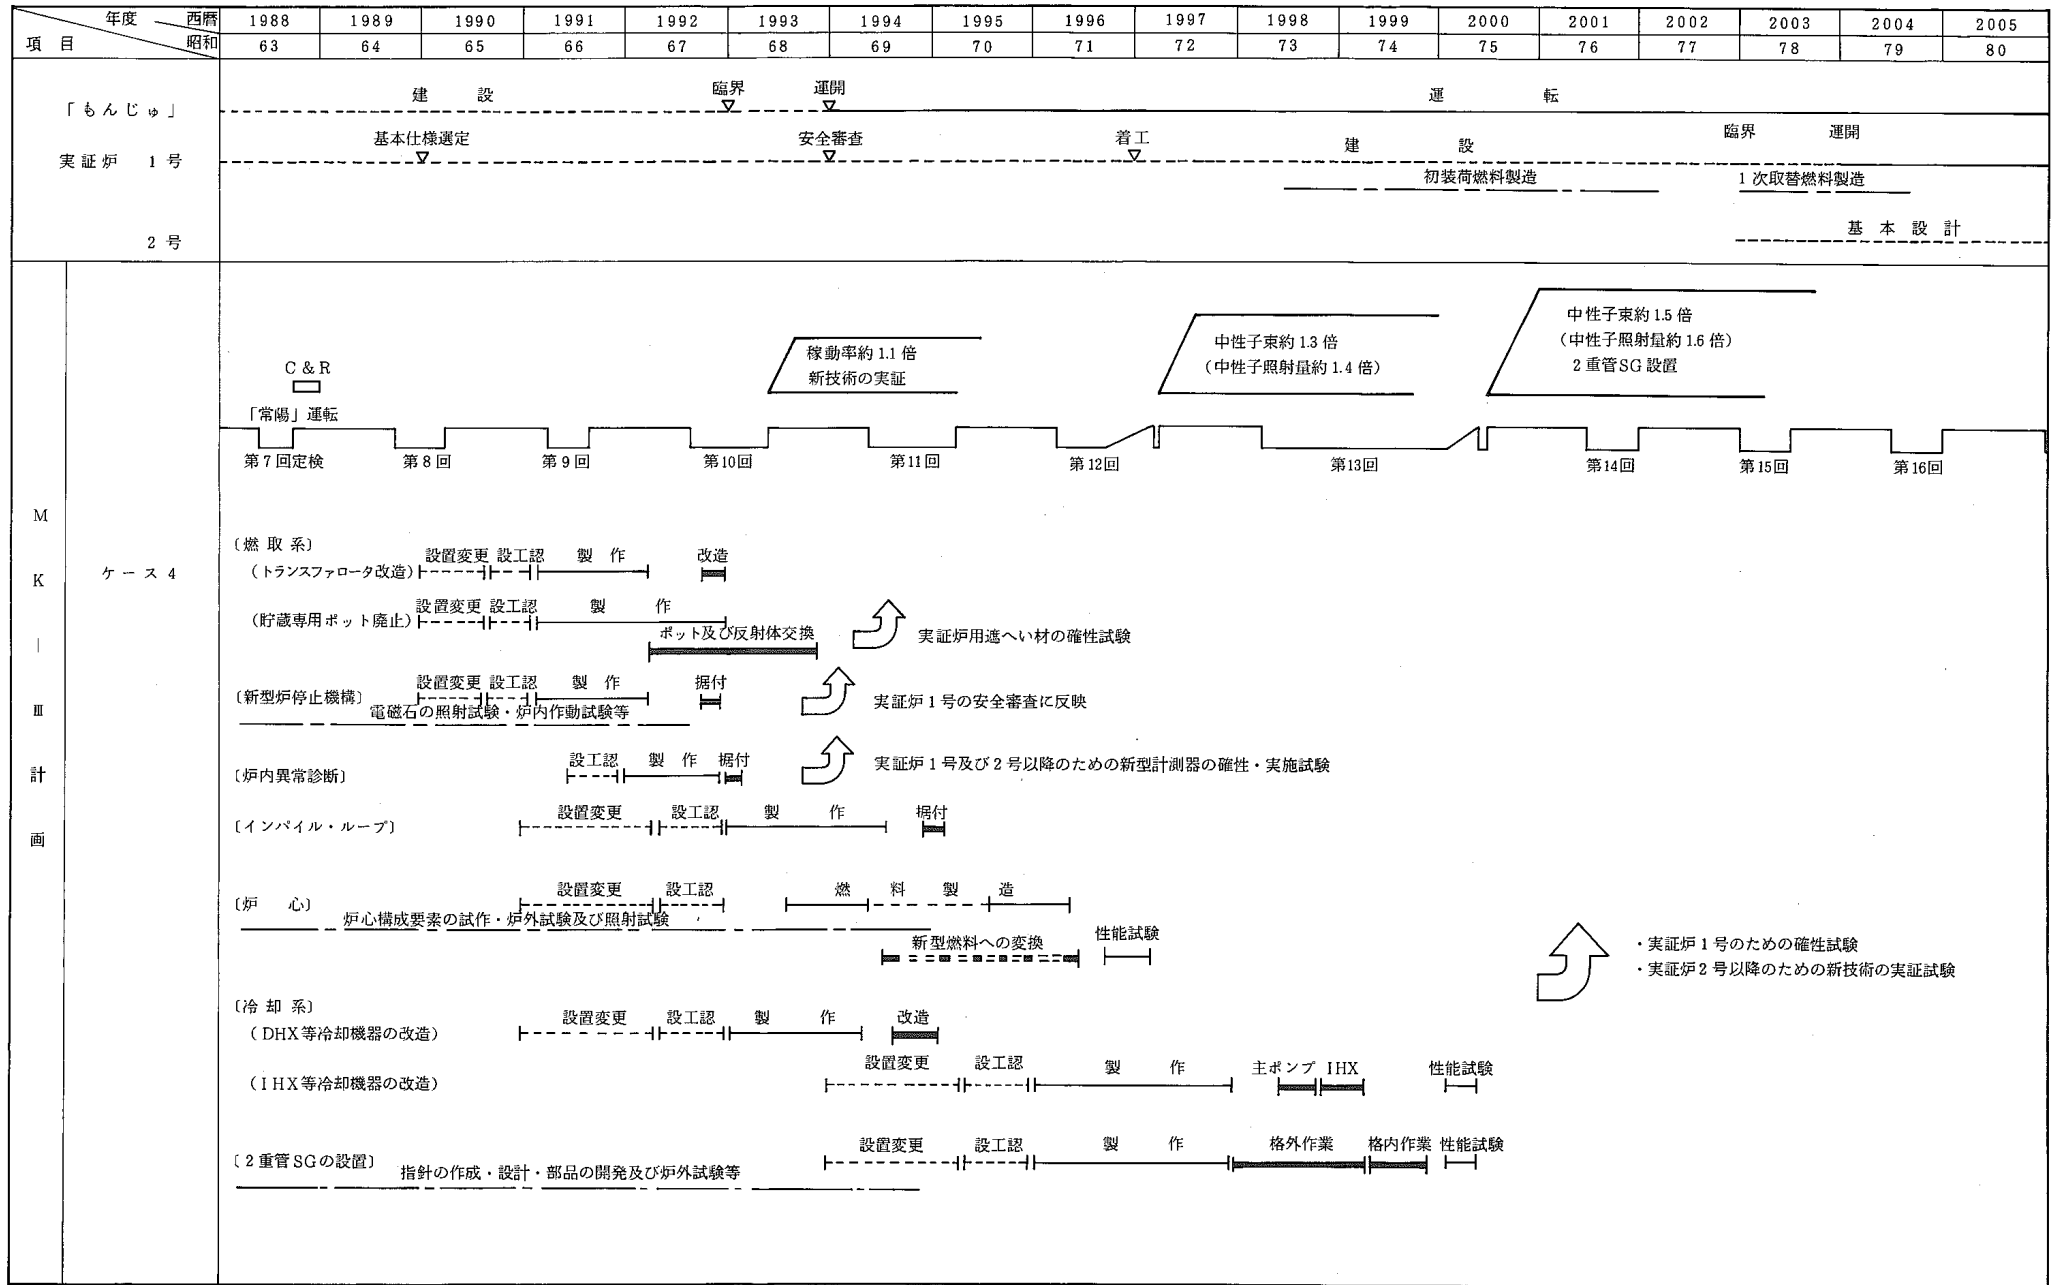 年度 西暦 1988 1989 1990 1991 1992 1993 1994 1995 1996 1997 1998 1999 2000 2001 2002 2003 2004 2005
項目 昭和 63 64 65 66 67 68 69 70 71 72 73 74 75 76 77 78 79 80
建設 臨界 運開 運転
「もんじゅ」
基本仕様選定 安全審査 着工 建設 臨界 運開
実証炉 1号
初装荷燃料製造 1次取替燃料製造
基本設計
2号
中性子束約1.5倍
(中性子照射量約1.6倍)
2重管SG設置
中性子束約1.3倍
(中性子照射量約1.4倍)
稼動率約1.1倍
新技術の実証
C&R
「常陽」運転
第7回定検 第8回 第9回 第10回 第11回 第12回 第13回 第14回 第15回 第16回
MK-Ⅲ計画
ケース4
〔燃取系〕
(トランスファロータ改造) 設置変更 設工認 製作 改造
(貯蔵専用ポット廃止) 設置変更 設工認 製作
ポット及び反射体交換
実証炉用遮へい材の確性試験
〔新型炉停止機構〕 設置変更 設工認 製作 据付
電磁石の照射試験・炉内作動試験等
実証炉1号の安全審査に反映
〔炉内異常診断〕 設工認 製作 据付
実証炉1号及び2号以降のための新型計測器の確性・実施試験
〔インパイル・ループ〕 設置変更 設工認 製作 据付
〔炉心〕 設置変更 設工認 燃料製造
炉心構成要素の試作・炉外試験及び照射試験
新型燃料への変換 性能試験
・実証炉1号のための確性試験
・実証炉2号以降のための新技術の実証試験
〔冷却系〕
(DHX等冷却機器の改造) 設置変更 設工認 製作 改造
(IHX等冷却機器の改造) 設置変更 設工認 製作 主ポンプ IHX 性能試験
〔2重管SGの設置〕 設置変更 設工認 製作 格外作業 格内作業 性能試験
指針の作成・設計・部品の開発及び炉外試験等